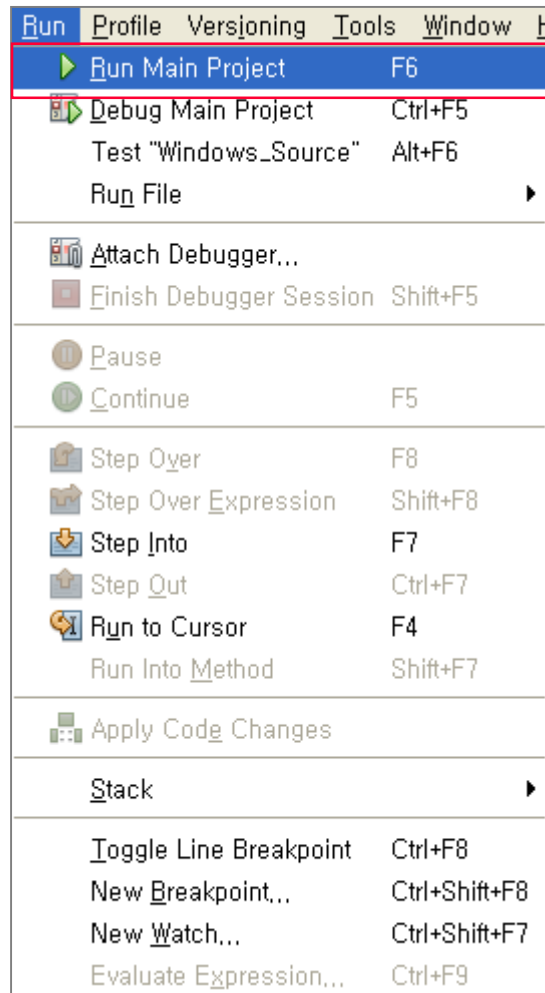 Run Profile Versioning Tools Window
Run Main Project F6
Debug Main Project Ctrl+F5
Test "Windows_Source" Alt+F6
Run File
Attach Debugger...
Finish Debugger Session Shift+F5
Pause
Continue F5
Step Over F8
Step Over Expression Shift+F8
Step Into F7
Step Out Ctrl+F7
Run to Cursor F4
Run Into Method Shift+F7
Apply Code Changes
Stack
Toggle Line Breakpoint Ctrl+F8
New Breakpoint... Ctrl+Shift+F8
New Watch... Ctrl+Shift+F7
Evaluate Expression... Ctrl+F9